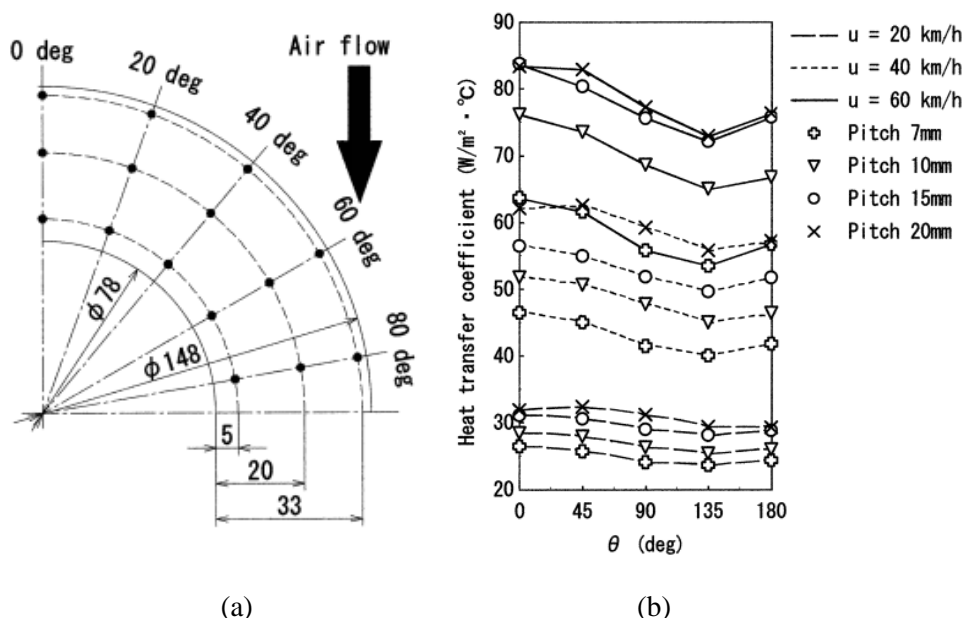 0 deg
20 deg
Air flow
40 deg
60 deg
80 deg
φ78
φ148
5
20
33
(a)
Heat transfer coefficient (W/m²・℃)
90
80
70
60
50
40
30
20
0 45 90 135 180
θ (deg)
u = 20 km/h
u = 40 km/h
u = 60 km/h
Pitch 7mm
Pitch 10mm
Pitch 15mm
Pitch 20mm
(b)